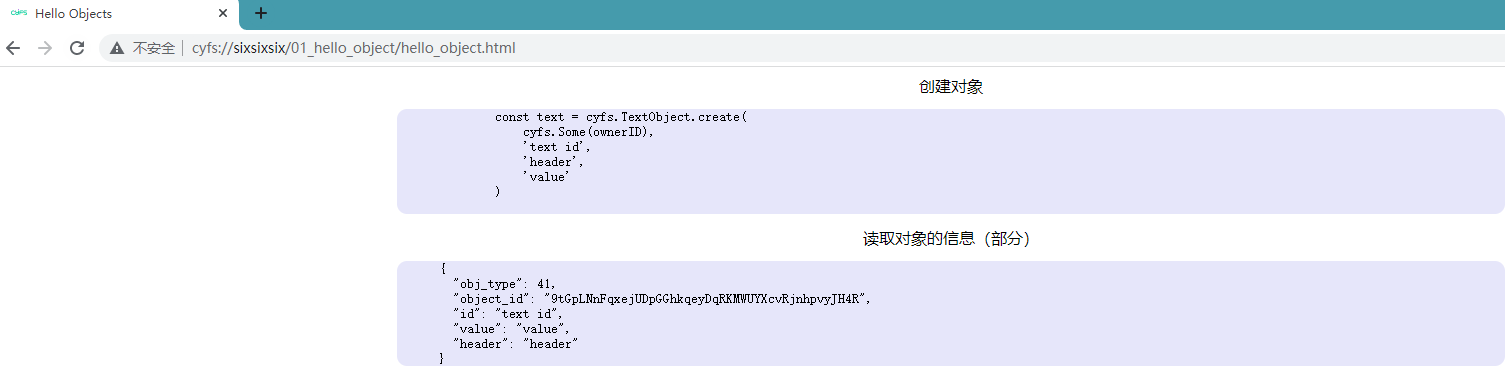 cyfs Hello Objects
不安全 cyfs://sixsixsix/01_hello_object/hello_object.html
创建对象
const text = cyfs.TextObject.create(
cyfs.Some(ownerID),
'text id',
'header',
'value'
)
读取对象的信息（部分）
{
"obj_type": 41,
"object_id": "9tGpLNnFqxejUDpGGhkqeyDqRKMWUYXcvRjnhpvyJH4R",
"id": "text id",
"value": "value",
"header": "header"
}